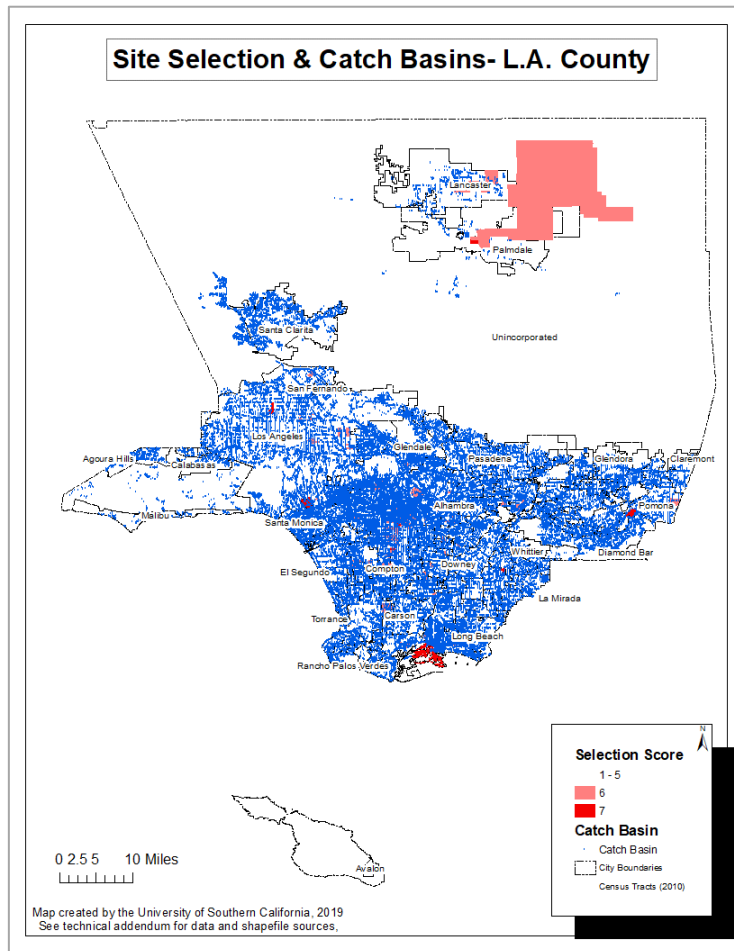 Site Selection & Catch Basins- L.A. County
Lancaster
Palmdale
Santa Clarita
Unincorporated
San Fernando
Los Angeles
Glendale
Agoura Hills
Calabasas
Pasadena
Glendora
Claremont
Malibu
Santa Monica
Alhambra
Pomona
Whittier
Diamond Bar
El Segundo
Compton
Downey
La Mirada
Torrance
Carson
Long Beach
Rancho Palos Verdes
N
Selection Score
1 - 5
6
7
Catch Basin
Catch Basin
City Boundaries
Census Tracts (2010)
0 2.5 5 10 Miles
Avalon
Map created by the University of Southern California, 2019
See technical addendum for data and shapefile sources,